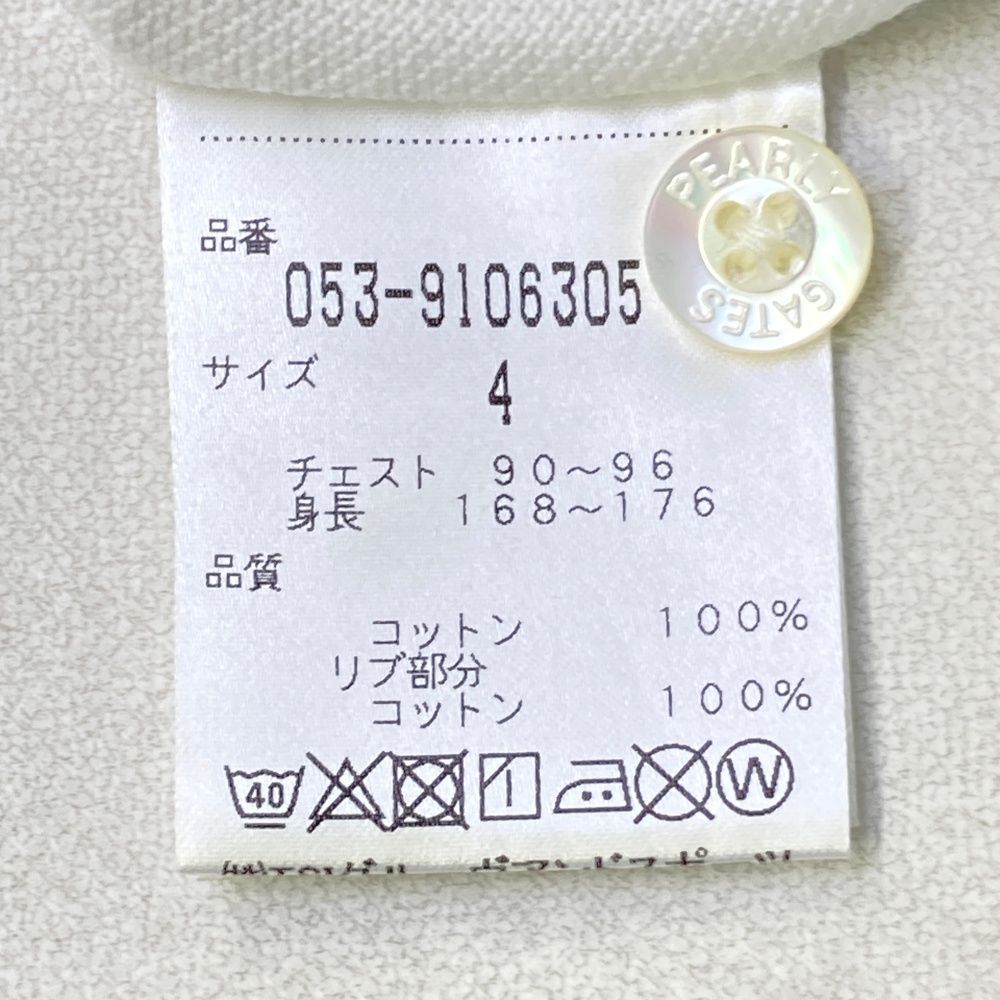 PEARLY
GATES
品番
053-9106305
サイズ
4
チェスト 90～96
身長 168～176
品質
コットン 100%
リブ部分
コットン 100%
40 W